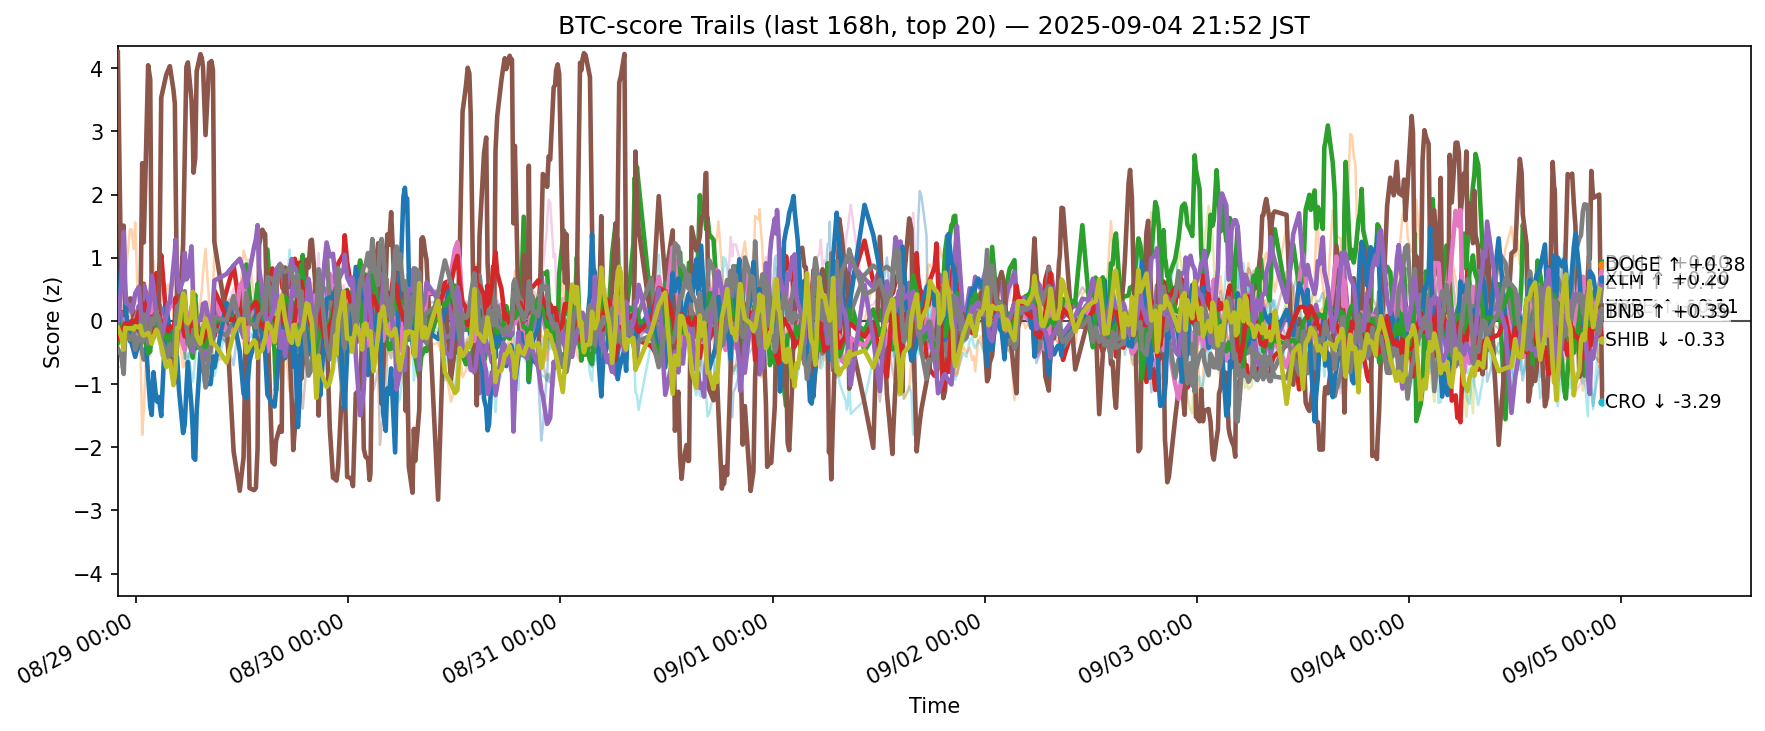 BTC-score Trails (last 168h, top 20) — 2025-09-04 21:52 JST
Score (z)
4
3
2
1
0
−1
−2
−3
−4
DOGE ↑ +0.38
XLM ↑ +0.20
BNB ↑ +0.39
SHIB ↓ -0.33
CRO ↓ -3.29
08/29 00:00
08/30 00:00
08/31 00:00
09/01 00:00
09/02 00:00
09/03 00:00
09/04 00:00
09/05 00:00
Time